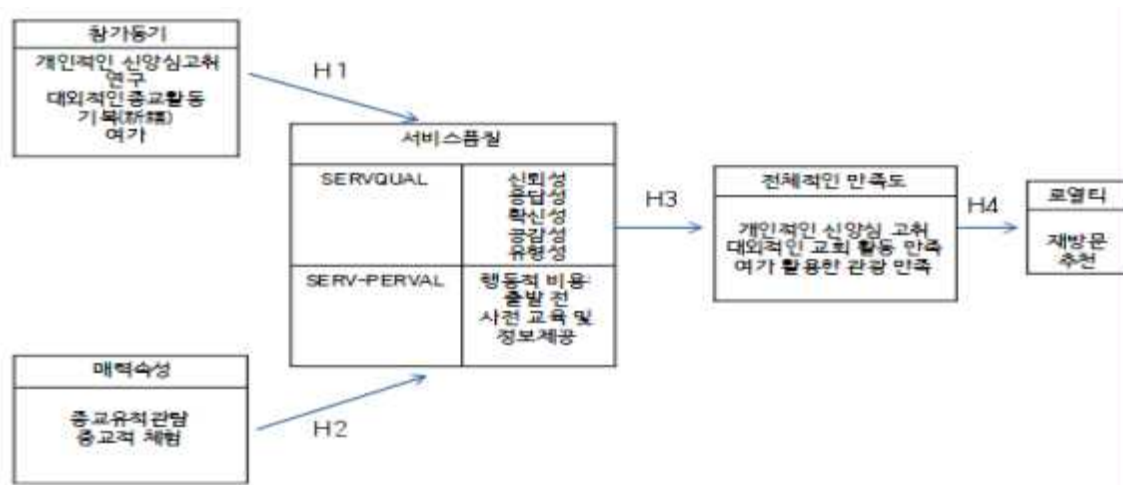 참가동기
개인적인 신앙심고취
연구
대외적인종교활동
기복(祈福)
여가
H1
서비스품질
SERVQUAL
신뢰성
응답성
확신성
공감성
유형성
SERV-PERVAL
행동적 비용:
출발 전
사전 교육 및
정보제공
H3
전체적인 만족도
개인적인 신앙심 고취
대외적인 교회 활동 만족
여가 활용한 관광 만족
H4
로열티
재방문
추천
매력속성
종교유적관람
종교적 체험
H2